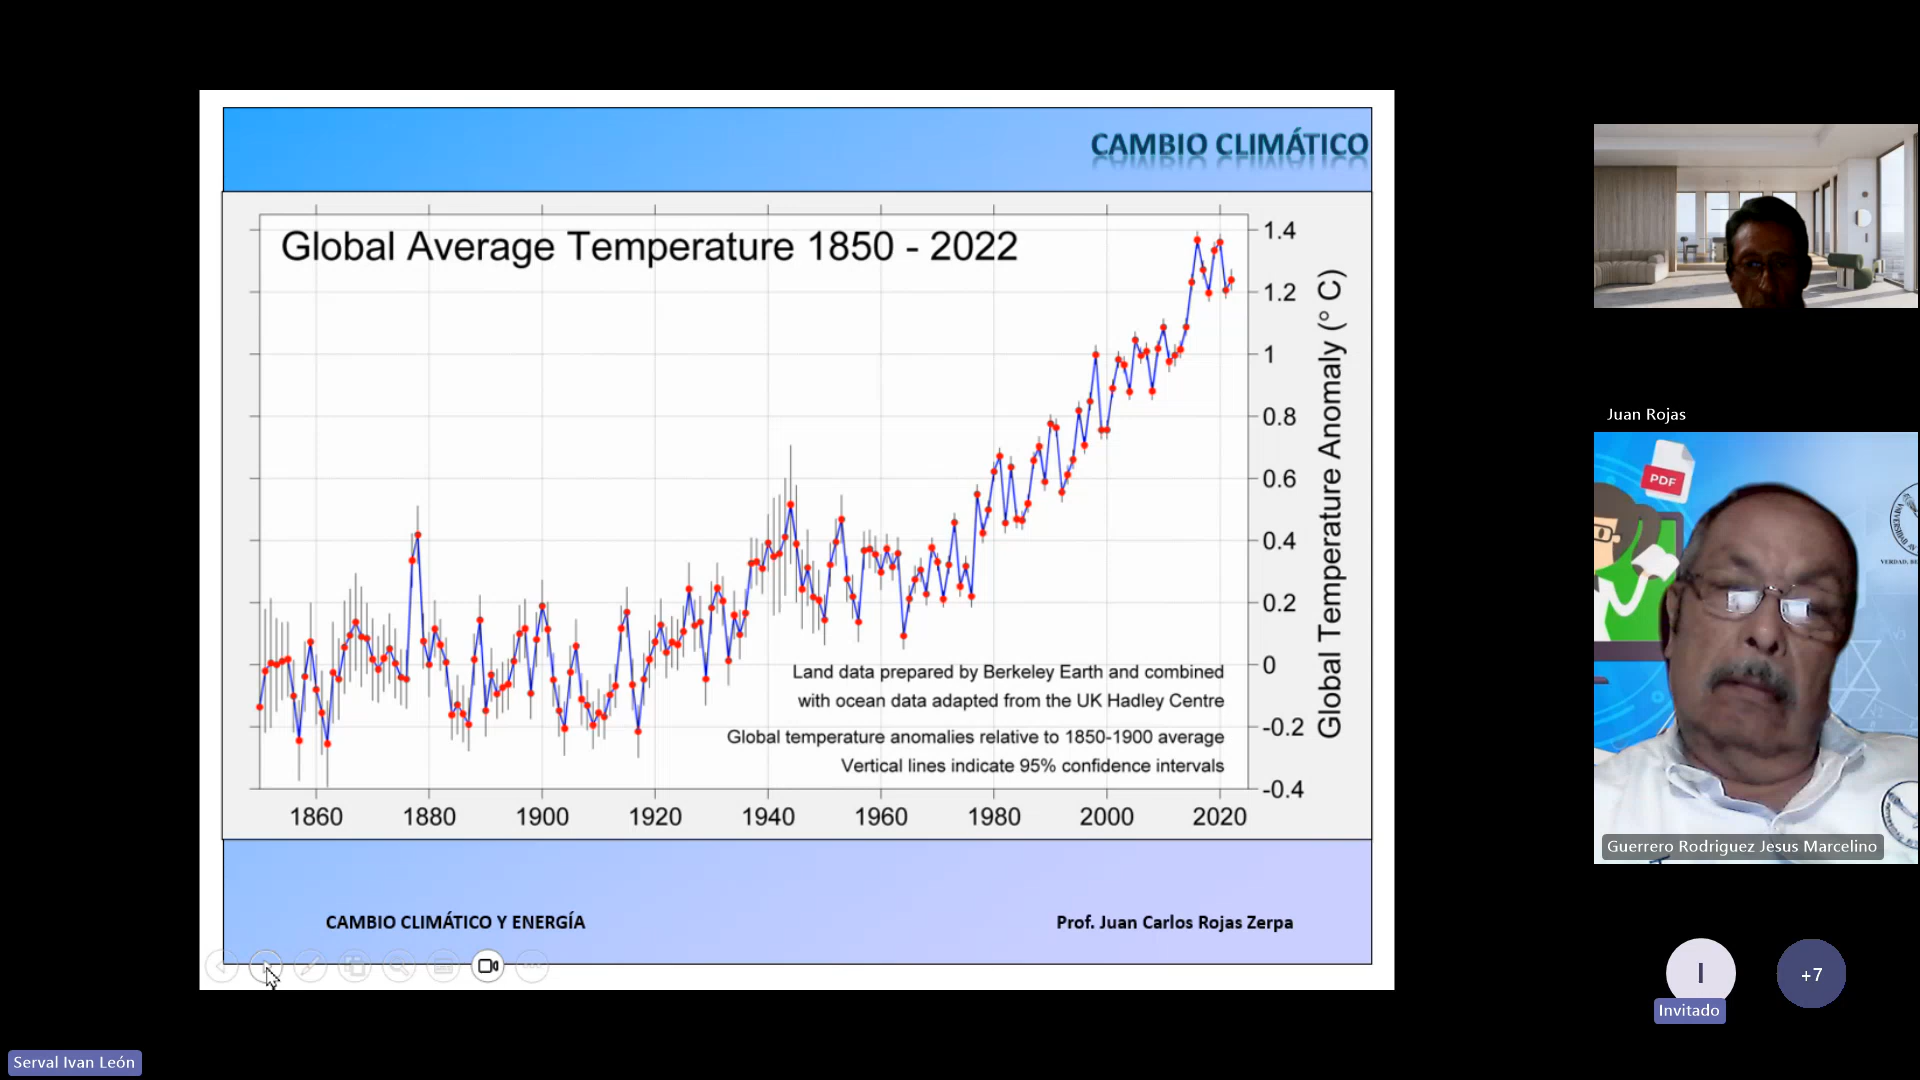 CAMBIO CLIMÁTICO
Global Average Temperature 1850 - 2022
1.4
1.2
1
0.8
0.6
0.4
0.2
0
-0.2
-0.4
Global Temperature Anomaly (° C)
Land data prepared by Berkeley Earth and combined
with ocean data adapted from the UK Hadley Centre
Global temperature anomalies relative to 1850-1900 average
Vertical lines indicate 95% confidence intervals
1860 1880 1900 1920 1940 1960 1980 2000 2020
CAMBIO CLIMÁTICO Y ENERGÍA
Prof. Juan Carlos Rojas Zerpa
Juan Rojas
PDF
Guerrero Rodriguez Jesus Marcelino
I
+7
Invitado
Serval Ivan León